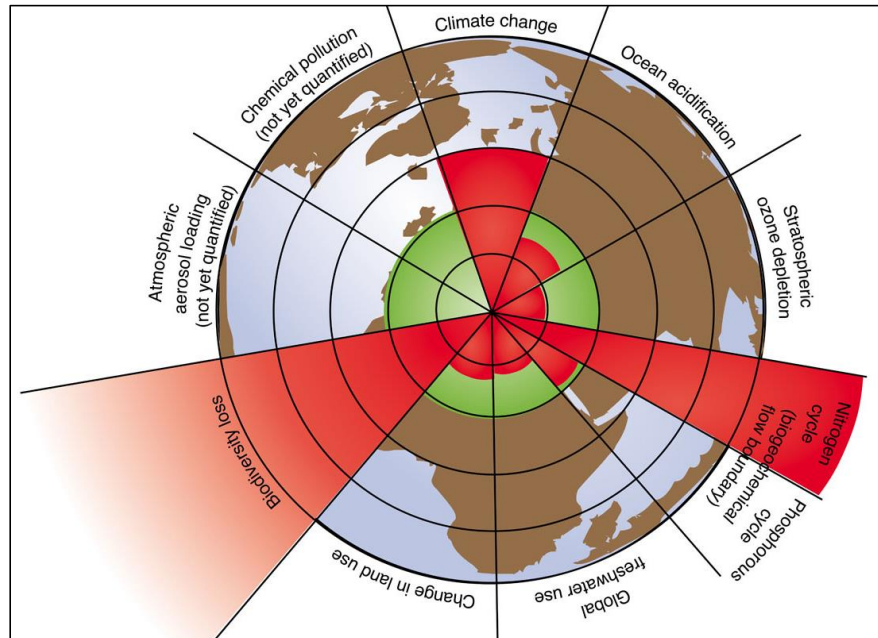 Climate change
Ocean acidification
Stratospheric
ozone depletion
Nitrogen
cycle
(biogeochemical
flow boundary)
Phosphorous
cycle
Global
freshwater use
Change in land use
Biodiversity loss
Atmospheric
aerosol loading
(not yet quantified)
Chemical pollution
(not yet quantified)